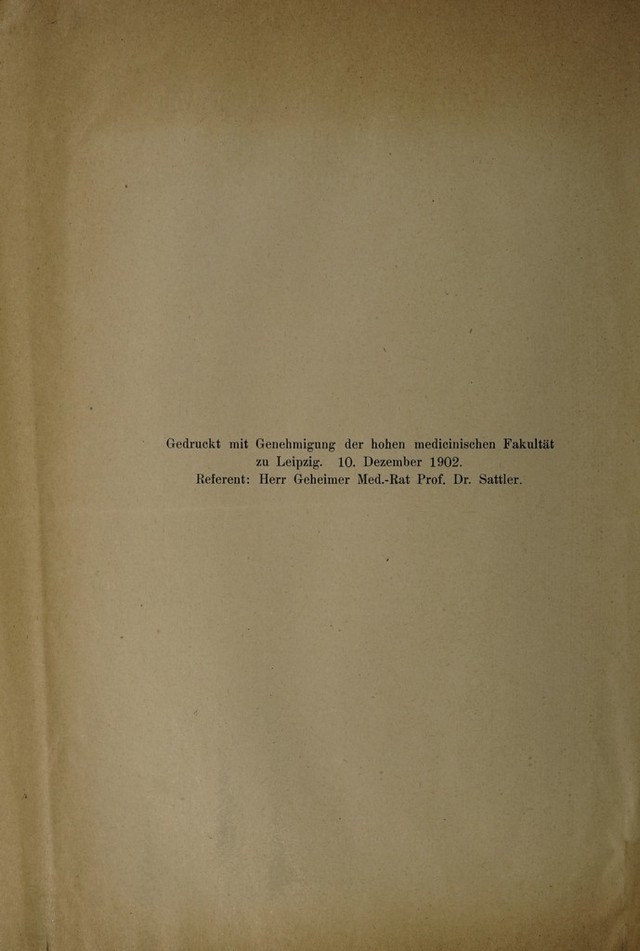 Gedruckt mit Genehmigung der hohen medicinischen Fakultät
zu Leipzig. 10. Dezember 1902.
Referent: Herr Geheimer Med.-Rat Prof. Dr. Sattler.